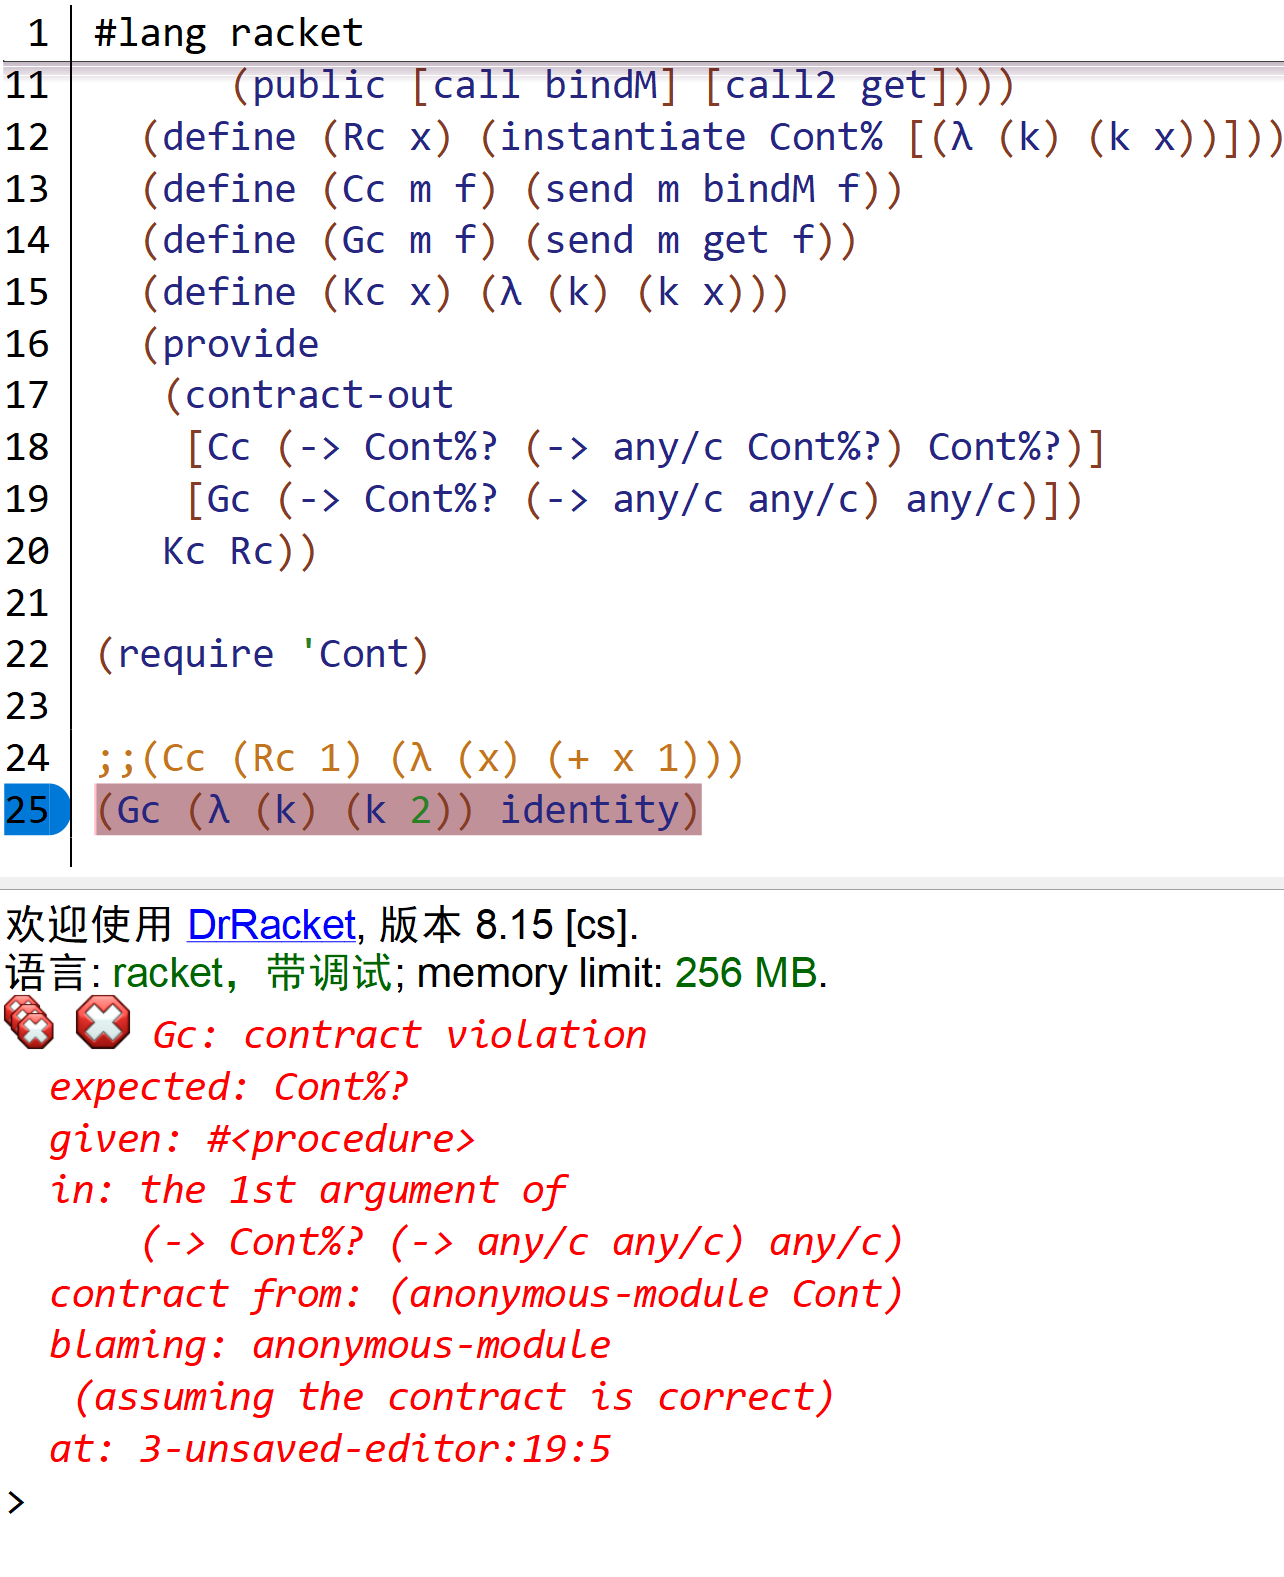 1 #lang racket
11 (public [call bindM] [call2 get])))
12 (define (Rc x) (instantiate Cont% [(λ (k) (k x))]))
13 (define (Cc m f) (send m bindM f))
14 (define (Gc m f) (send m get f))
15 (define (Kc x) (λ (k) (k x)))
16 (provide
17 (contract-out
18 [Cc (-> Cont%? (-> any/c Cont%?) Cont%?)]
19 [Gc (-> Cont%? (-> any/c any/c) any/c)])
20 Kc Rc))
21
22 (require 'Cont)
23
24 ;;(Cc (Rc 1) (λ (x) (+ x 1)))
25 (Gc (λ (k) (k 2)) identity)
欢迎使用 DrRacket, 版本 8.15 [cs].
语言: racket，带调试; memory limit: 256 MB.
Gc: contract violation
expected: Cont%?
given: #<procedure>
in: the 1st argument of
(-> Cont%? (-> any/c any/c) any/c)
contract from: (anonymous-module Cont)
blaming: anonymous-module
(assuming the contract is correct)
at: 3-unsaved-editor:19:5
>